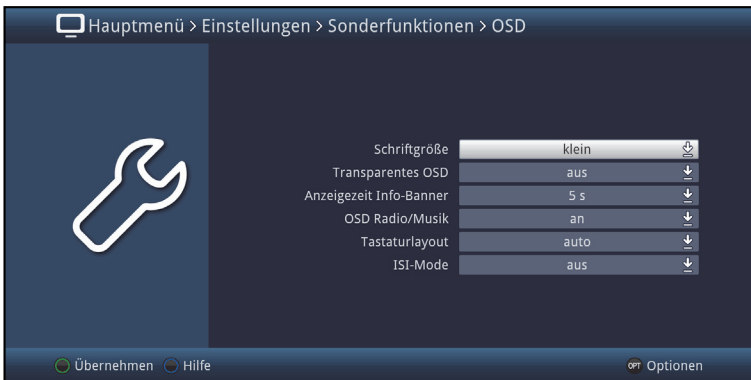 Hauptmenü > Einstellungen > Sonderfunktionen > OSD
Schriftgröße klein
Transparentes OSD aus
Anzeigezeit Info-Banner 5 s
OSD Radio/Musik an
Tastaturlayout auto
ISI-Mode aus
Übernehmen Hilfe OPT Optionen